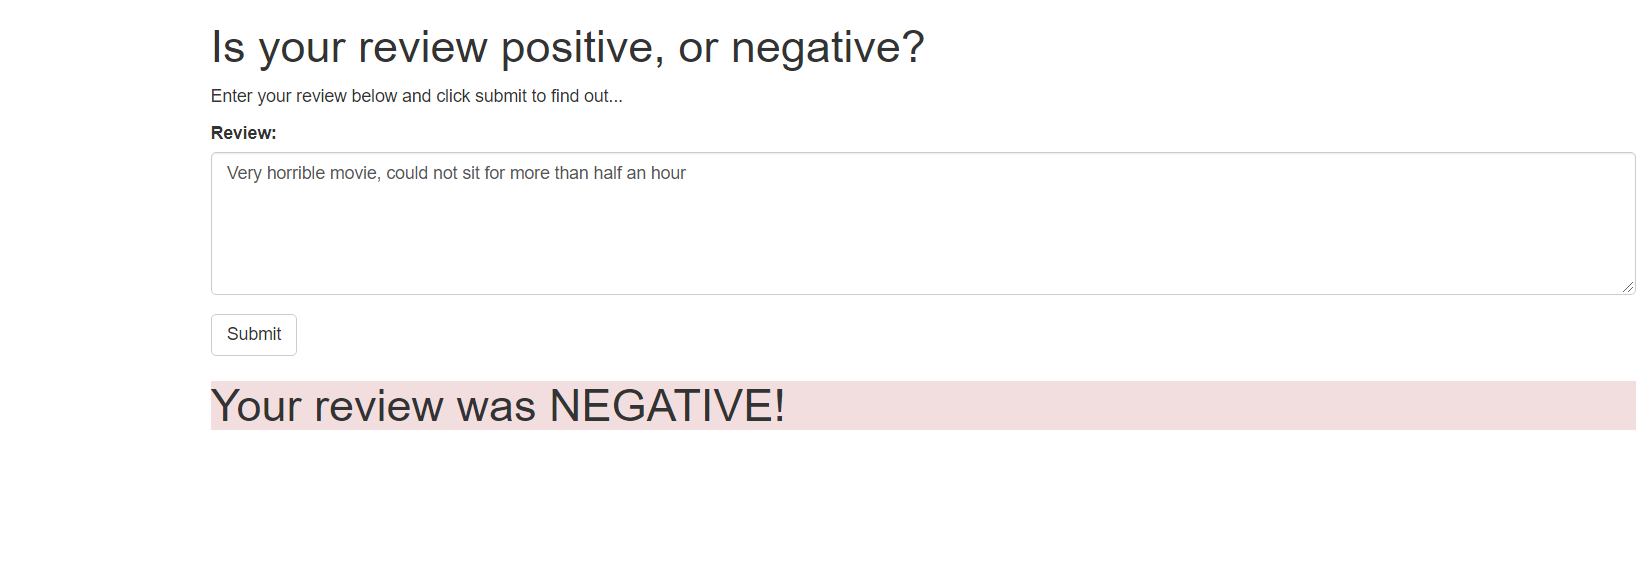 Is your review positive, or negative?
Enter your review below and click submit to find out...
Review:
Very horrible movie, could not sit for more than half an hour
Submit
Your review was NEGATIVE!